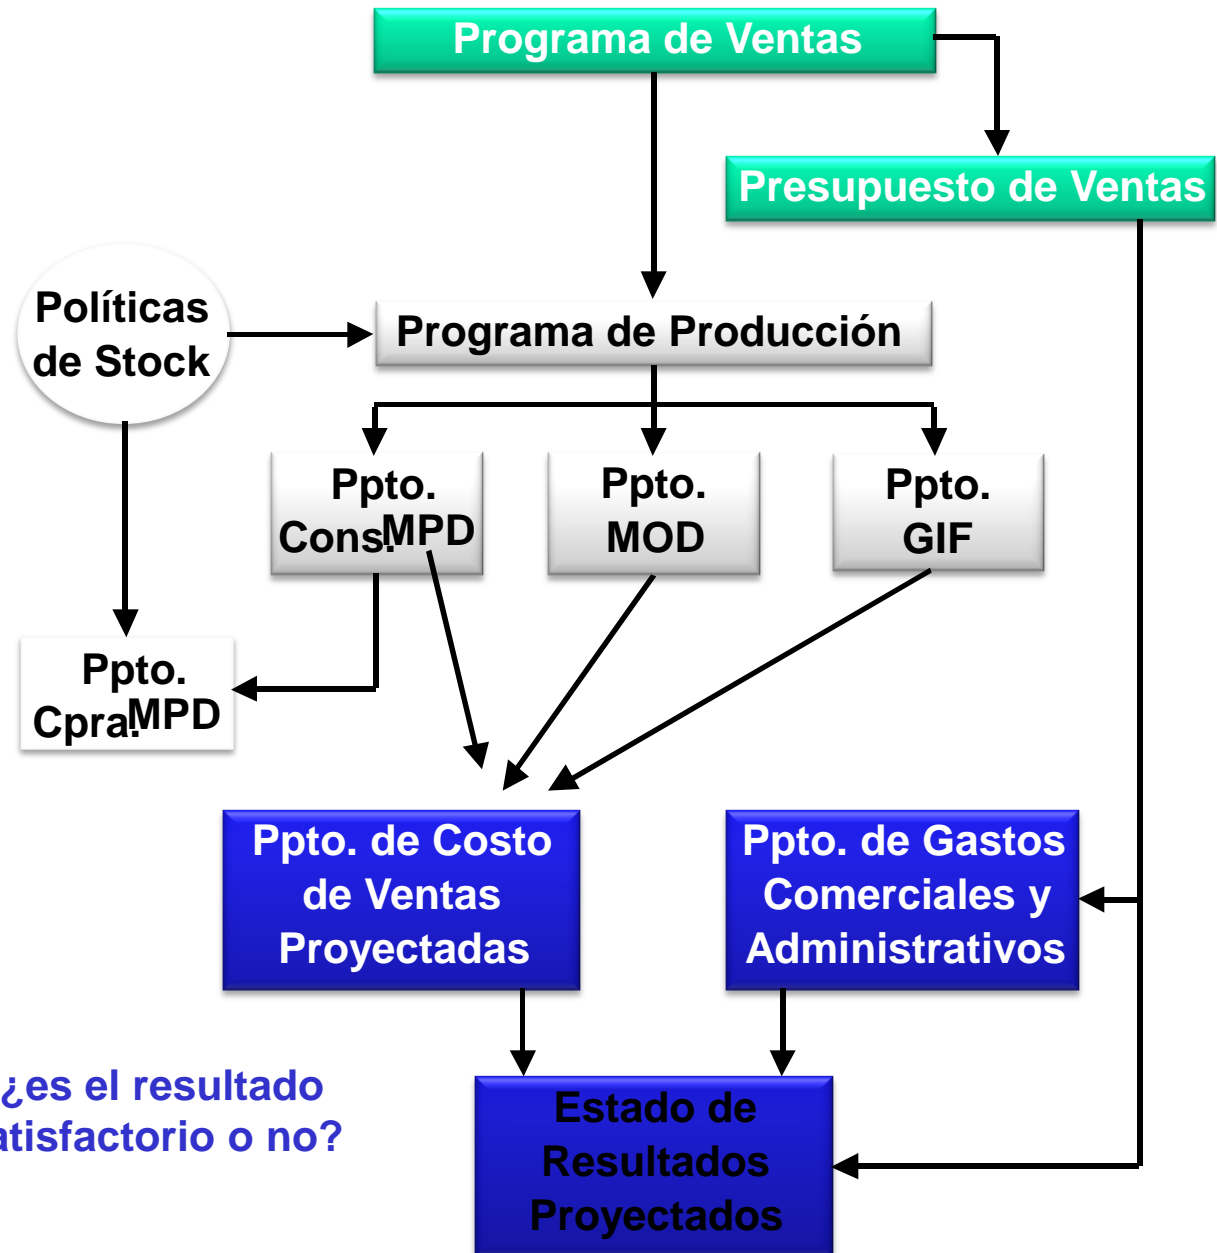 Programa de Ventas
Presupuesto de Ventas
Políticas
de Stock
Programa de Producción
Ppto.
Cons.MPD
Ppto.
MOD
Ppto.
GIF
Ppto.
Cpra.MPD
Ppto. de Costo
de Ventas
Proyectadas
Ppto. de Gastos
Comerciales y
Administrativos
¿es el resultado
atisfactorio o no?
Estado de
Resultados
Proyectados